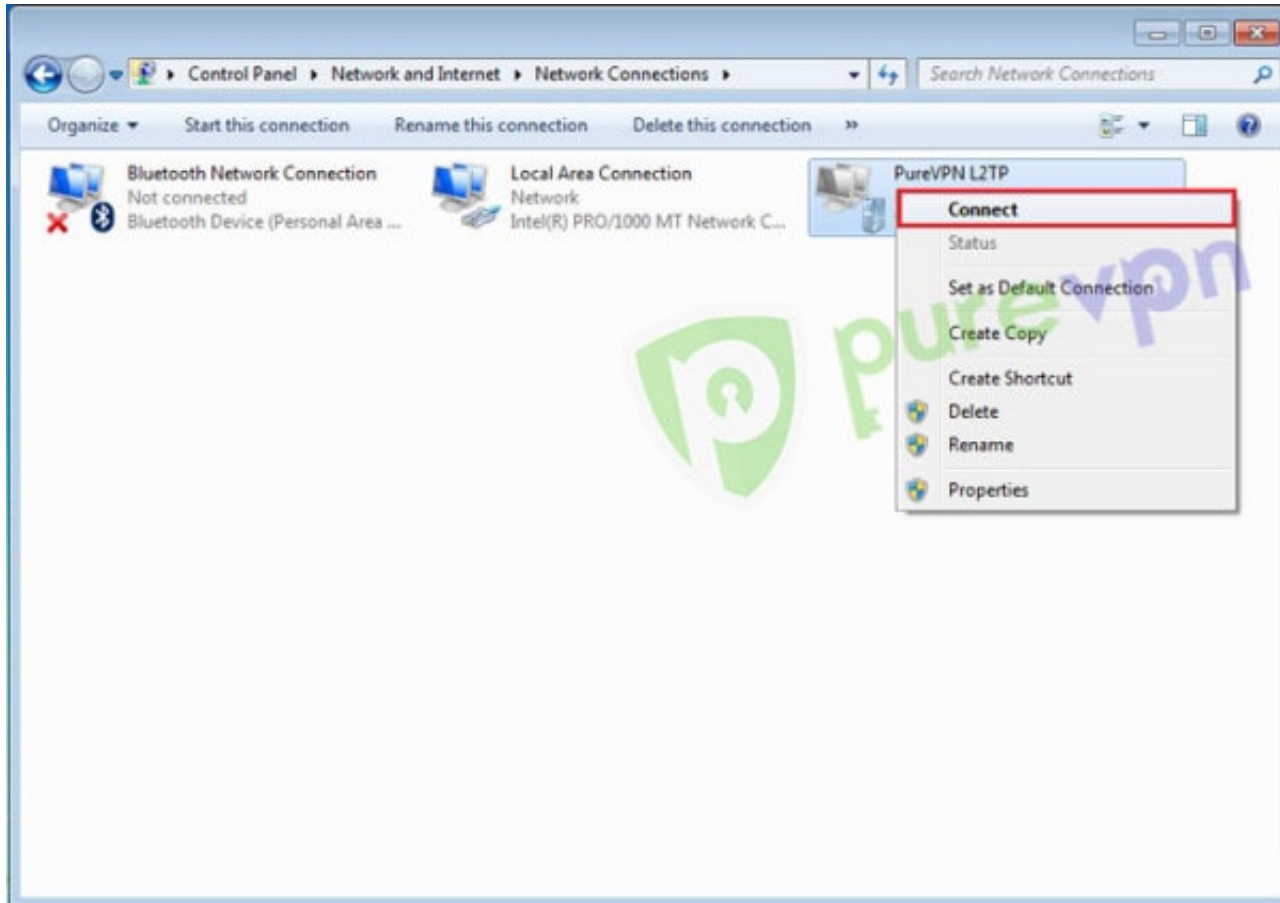 Control Panel ▸ Network and Internet ▸ Network Connections ▸
Search Network Connections
Organize Start this connection Rename this connection Delete this connection »
Bluetooth Network Connection
Not connected
Bluetooth Device (Personal Area ...
Local Area Connection
Network
Intel(R) PRO/1000 MT Network C...
PureVPN L2TP
Connect
Status
Set as Default Connection
Create Copy
Create Shortcut
Delete
Rename
Properties
purevpn